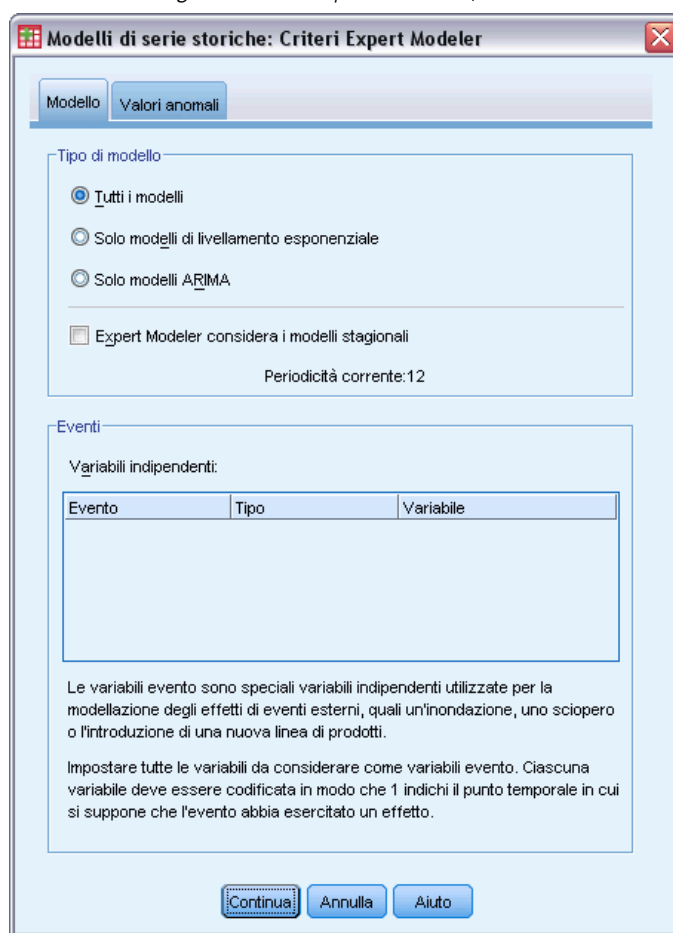 Modelli di serie storiche: Criteri Expert Modeler
Modello
Valori anomali
Tipo di modello
Tutti i modelli
Solo modelli di livellamento esponenziale
Solo modelli ARIMA
Expert Modeler considera i modelli stagionali
Periodicità corrente:12
Eventi
Variabili indipendenti:
Evento Tipo Variabile
Le variabili evento sono speciali variabili indipendenti utilizzate per la
modellazione degli effetti di eventi esterni, quali un'inondazione, uno sciopero
o l'introduzione di una nuova linea di prodotti.
Impostare tutte le variabili da considerare come variabili evento. Ciascuna
variabile deve essere codificata in modo che 1 indichi il punto temporale in cui
si suppone che l'evento abbia esercitato un effetto.
Continua Annulla Aiuto